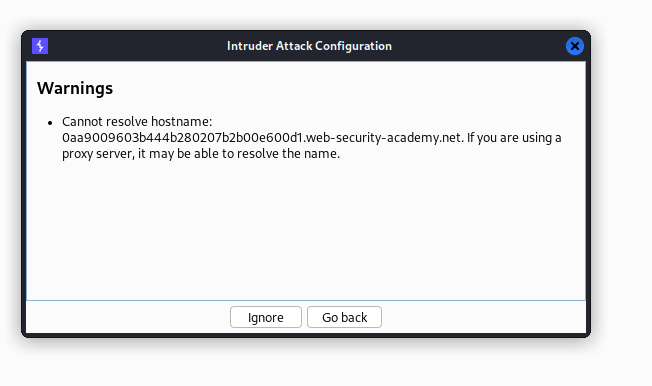 Intruder Attack Configuration
Warnings
• Cannot resolve hostname:
0aa9009603b444b280207b2b00e600d1.web-security-academy.net. If you are using a
proxy server, it may be able to resolve the name.
Ignore
Go back